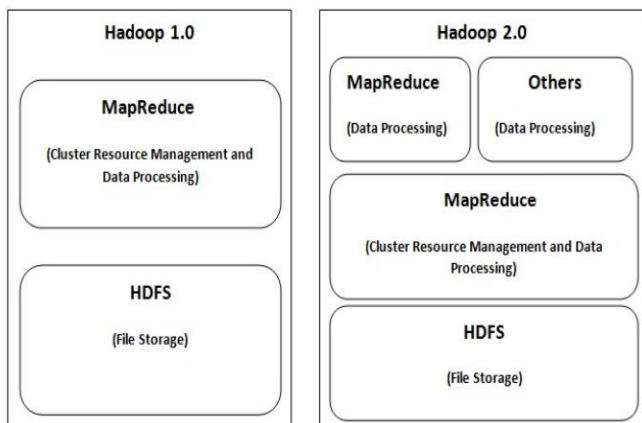 Hadoop 1.0
MapReduce
(Cluster Resource Management and
Data Processing)
HDFS
(File Storage)
Hadoop 2.0
MapReduce
(Data Processing)
Others
(Data Processing)
MapReduce
(Cluster Resource Management and Data
Processing)
HDFS
(File Storage)